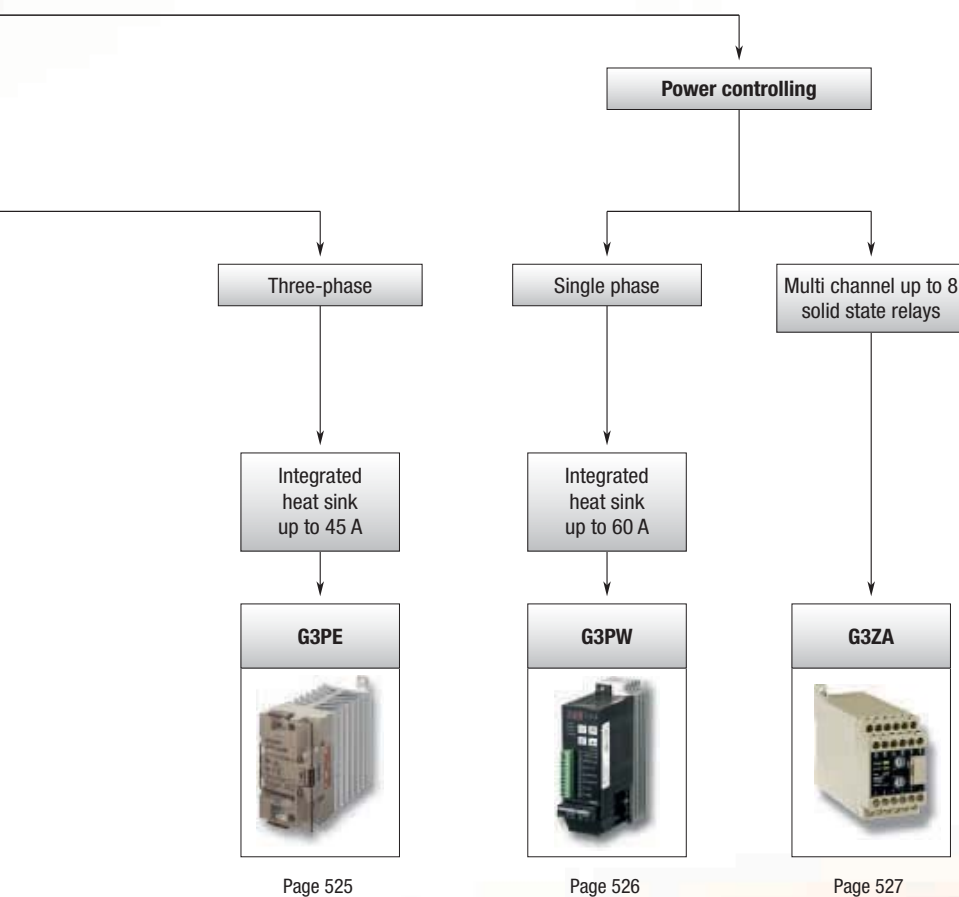 Power controlling
Three-phase
Single phase
Multi channel up to 8
solid state relays
Integrated
heat sink
up to 45 A
Integrated
heat sink
up to 60 A
G3PE
G3PW
G3ZA
Page 525
Page 526
Page 527